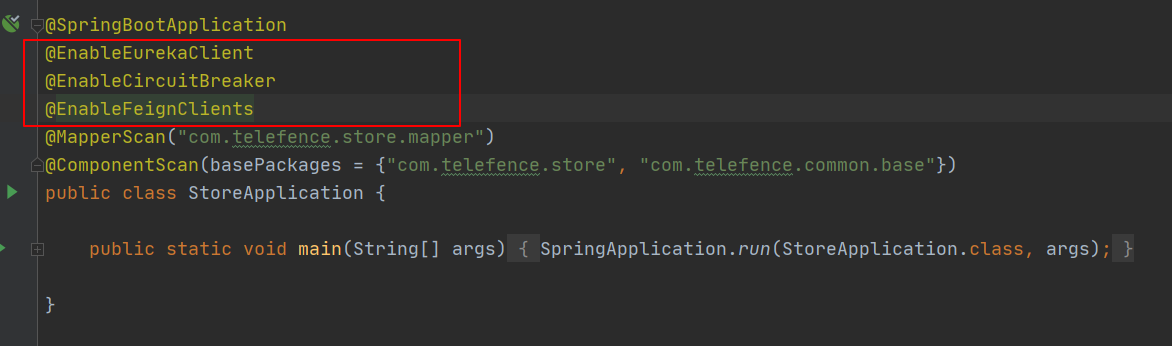 @SpringBootApplication
@EnableEurekaClient
@EnableCircuitBreaker
@EnableFeignClients
@MapperScan("com.telefence.store.mapper")
@ComponentScan(basePackages = {"com.telefence.store", "com.telefence.common.base"})
public class StoreApplication {
public static void main(String[] args) { SpringApplication.run(StoreApplication.class, args); }
}